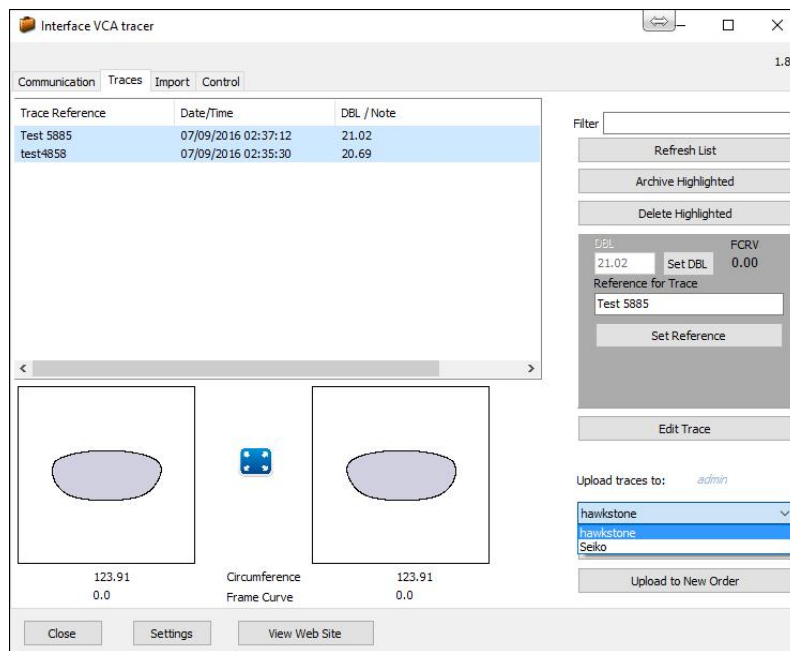 Interface VCA tracer
1.8
Communication Traces Import Control
Trace Reference Date/Time DBL / Note
Test 5885 07/09/2016 02:37:12 21.02
test4858 07/09/2016 02:35:30 20.69
Filter
Refresh List
Archive Highlighted
Delete Highlighted
DBL FCRV
21.02 Set DBL 0.00
Reference for Trace
Test 5885
Set Reference
Edit Trace
Upload traces to: admin
hawkstone
hawkstone
Seiko
Upload to New Order
123.91 Circumference 123.91
0.0 Frame Curve 0.0
Close Settings View Web Site